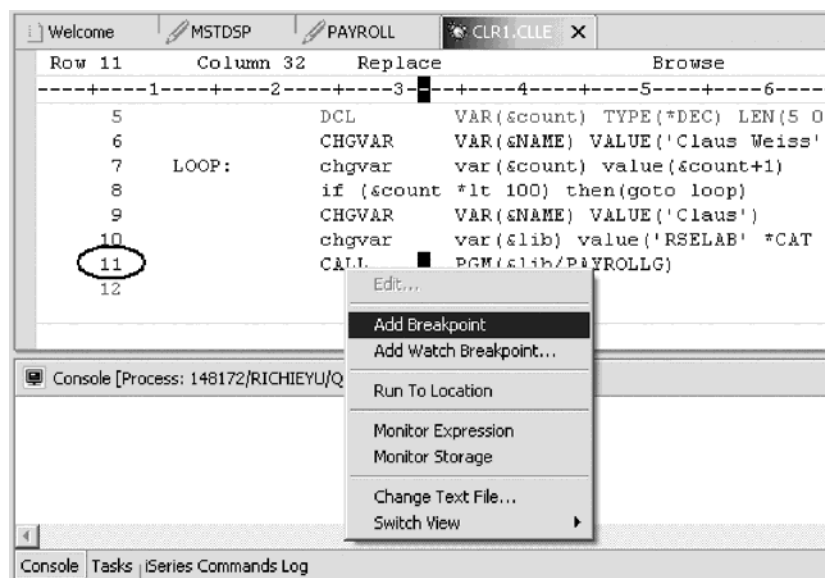 Welcome MSTDSP PAYROLL CLR1.CLLE X
Row 11 Column 32 Replace Browse
----+----1----+----2----+----3----+----4----+----5----+----6----
5 DCL VAR(&count) TYPE(*DEC) LEN(5 0
6 CHGVAR VAR(&NAME) VALUE('Claus Weiss'
7 LOOP: chgvar var(&count) value(&count+1)
8 if (&count *lt 100) then(goto loop)
9 CHGVAR VAR(&NAME) VALUE('Claus')
10 chgvar var(&lib) value('RSELAB' *CAT
11 CALL PGM(&lib/PAYROLLG)
12
Edit...
Add Breakpoint
Add Watch Breakpoint...
Run To Location
Monitor Expression
Monitor Storage
Change Text File...
Switch View
Console [Process: 148172/RICHIEYU/Q
Console Tasks iSeries Commands Log